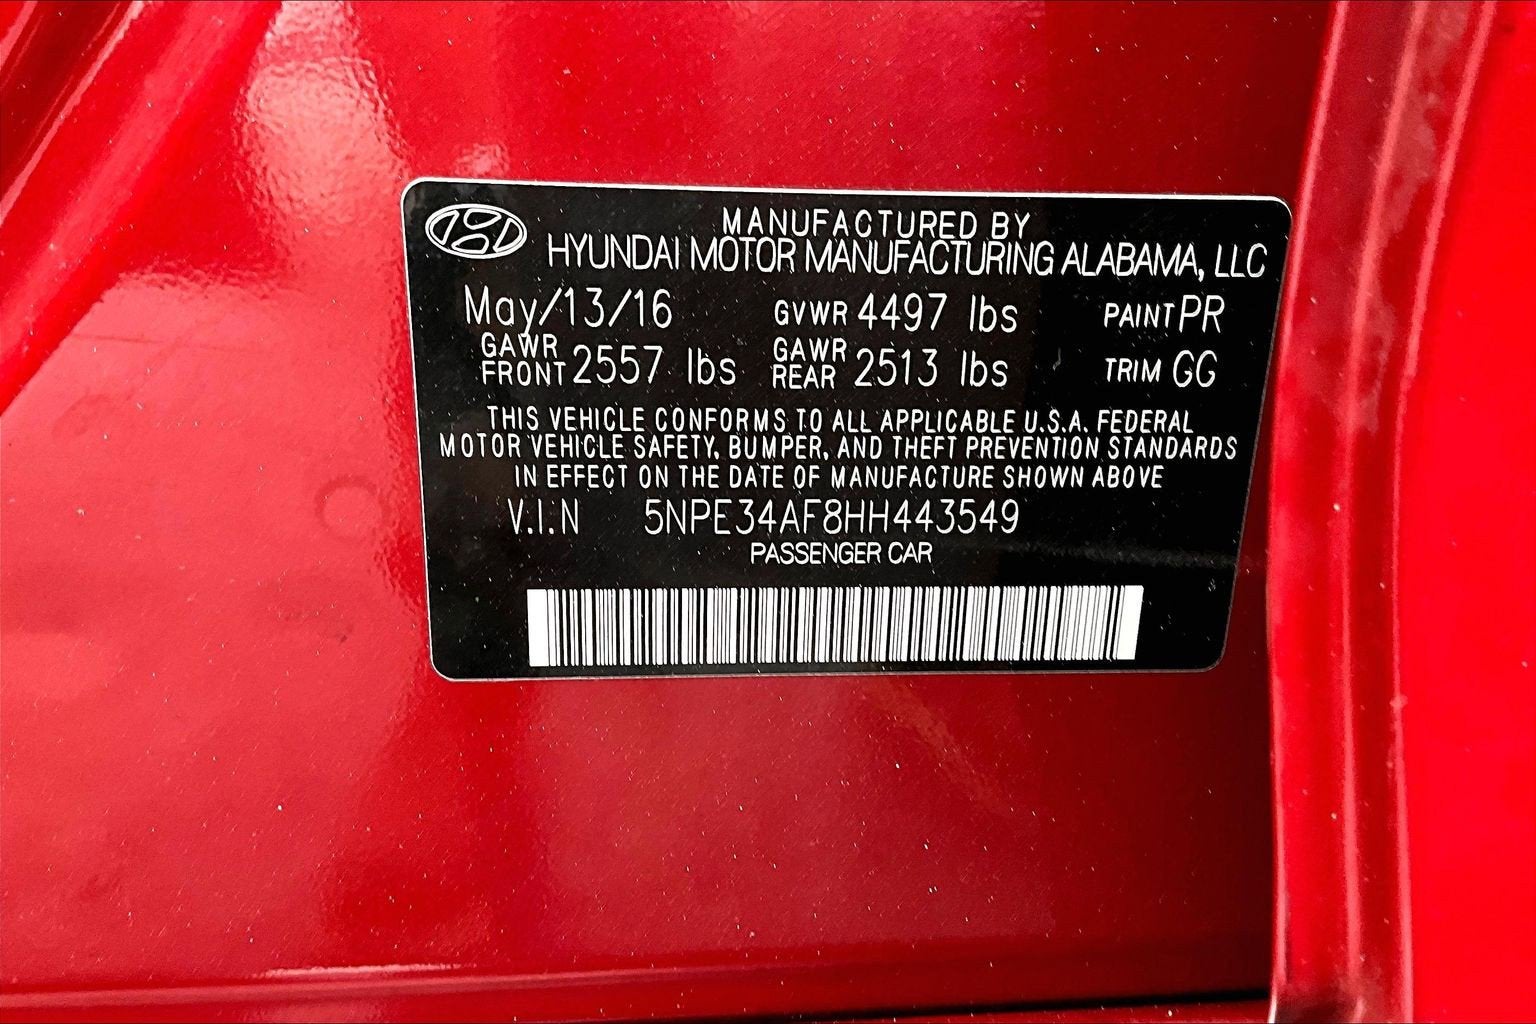 MANUFACTURED BY
HYUNDAI MOTOR MANUFACTURING ALABAMA, LLC
May/13/16 GVWR 4497 lbs PAINT PR
GAWR FRONT 2557 lbs GAWR REAR 2513 lbs TRIM GG
THIS VEHICLE CONFORMS TO ALL APPLICABLE U.S.A. FEDERAL
MOTOR VEHICLE SAFETY, BUMPER, AND THEFT PREVENTION STANDARDS
IN EFFECT ON THE DATE OF MANUFACTURE SHOWN ABOVE
V.I.N 5NPE34AF8HH443549
PASSENGER CAR